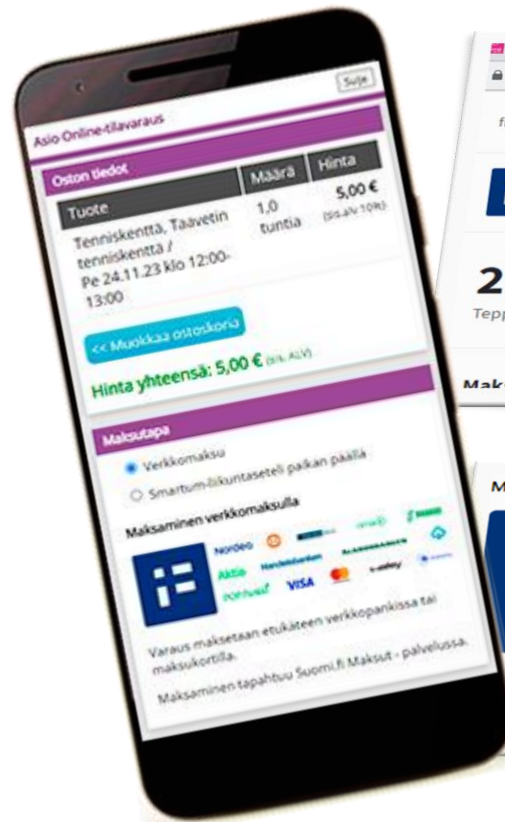 Asio Online-tilavaraus
Sulje
Oston tiedot
Tuote Määrä Hinta
Tenniskenttä, Taavetin
tenniskenttä /
Pe 24.11.23 klo 12:00-
13:00
1,0
tuntia
5,00 €
(sis.alv 10%)
<< Muokkaa ostoskoria
Hinta yhteensä: 5,00 € (sis. ALV)
Maksutapa
Verkkomaksu
Smartum-liikuntaseteli paikan päällä
Maksaminen verkkomaksulla
Nordea
Aktia Handelsbanken
POP Pankki VISA
Varaus maksetaan etukäteen verkkopankissa tai
maksukortilla.
Maksaminen tapahtuu Suomi.fi Maksut - palvelussa.
2
Tepp
Maks
M